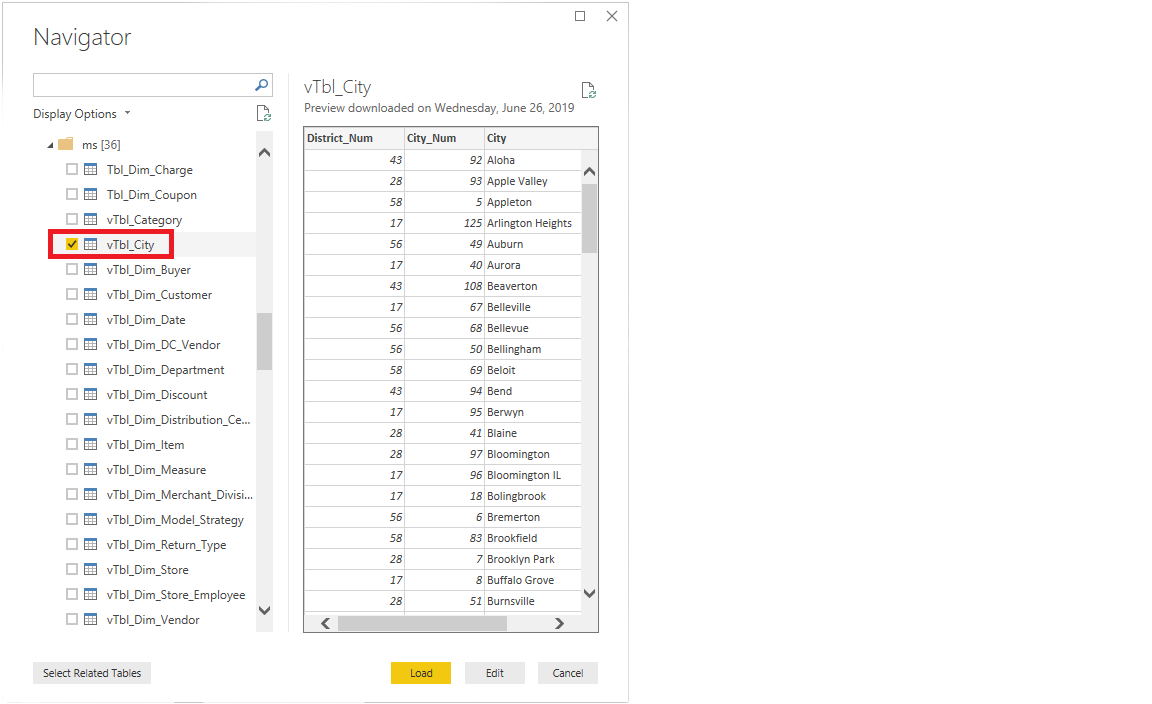 Navigator
Display Options
ms [36]
Tbl_Dim_Charge
Tbl_Dim_Coupon
vTbl_Category
vTbl_City
vTbl_Dim_Buyer
vTbl_Dim_Customer
vTbl_Dim_Date
vTbl_Dim_DC_Vendor
vTbl_Dim_Department
vTbl_Dim_Discount
vTbl_Dim_Distribution_Ce...
vTbl_Dim_Item
vTbl_Dim_Measure
vTbl_Dim_Merchant_Divisi...
vTbl_Dim_Model_Strategy
vTbl_Dim_Return_Type
vTbl_Dim_Store
vTbl_Dim_Store_Employee
vTbl_Dim_Vendor
vTbl_City
Preview downloaded on Wednesday, June 26, 2019
District_Num City_Num City
43 92 Aloha
28 93 Apple Valley
58 5 Appleton
17 125 Arlington Heights
56 49 Auburn
17 40 Aurora
43 108 Beaverton
17 67 Belleville
56 68 Bellevue
56 50 Bellingham
58 69 Beloit
43 94 Bend
17 95 Berwyn
28 41 Blaine
28 97 Bloomington
17 96 Bloomington IL
17 18 Bolingbrook
56 6 Bremerton
58 83 Brookfield
28 7 Brooklyn Park
17 8 Buffalo Grove
28 51 Burnsville
Select Related Tables
Load
Edit
Cancel